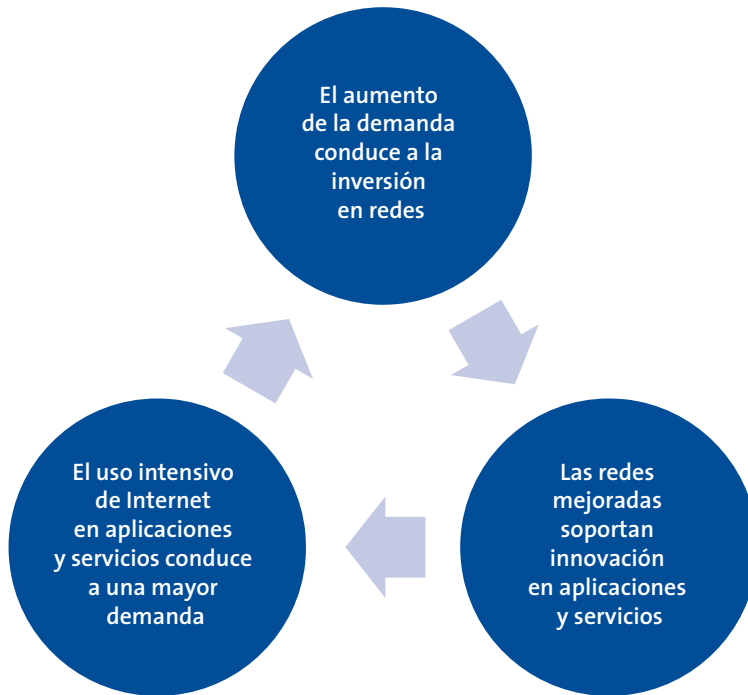 El aumento
de la demanda
conduce a la
inversión
en redes
Las redes
mejoradas
soportan
innovación
en aplicaciones
y servicios
El uso intensivo
de Internet
en aplicaciones
y servicios conduce
a una mayor
demanda